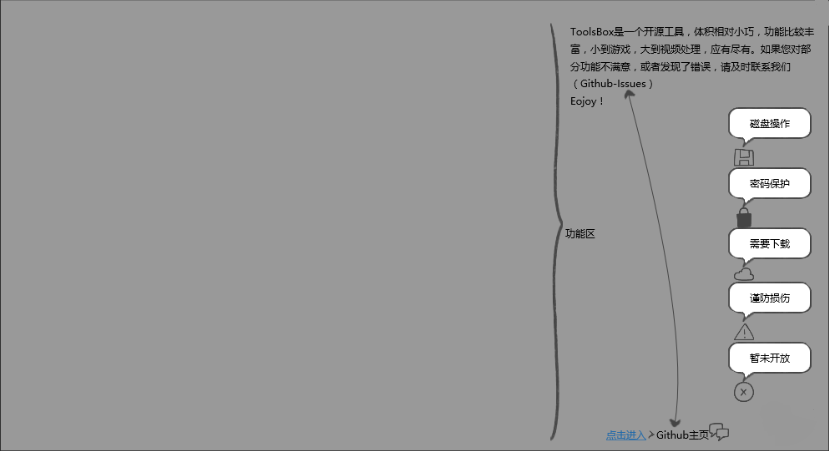 ToolsBox是一个开源工具，体积相对小巧，功能比较丰
富，小到游戏，大到视频处理，应有尽有。如果您对部
分功能不满意，或者发现了错误，请及时联系我们
（Github-Issues）
Eojoy！
磁盘操作
密码保护
功能区
需要下载
谨防损伤
暂未开放
点击进入>Github主页